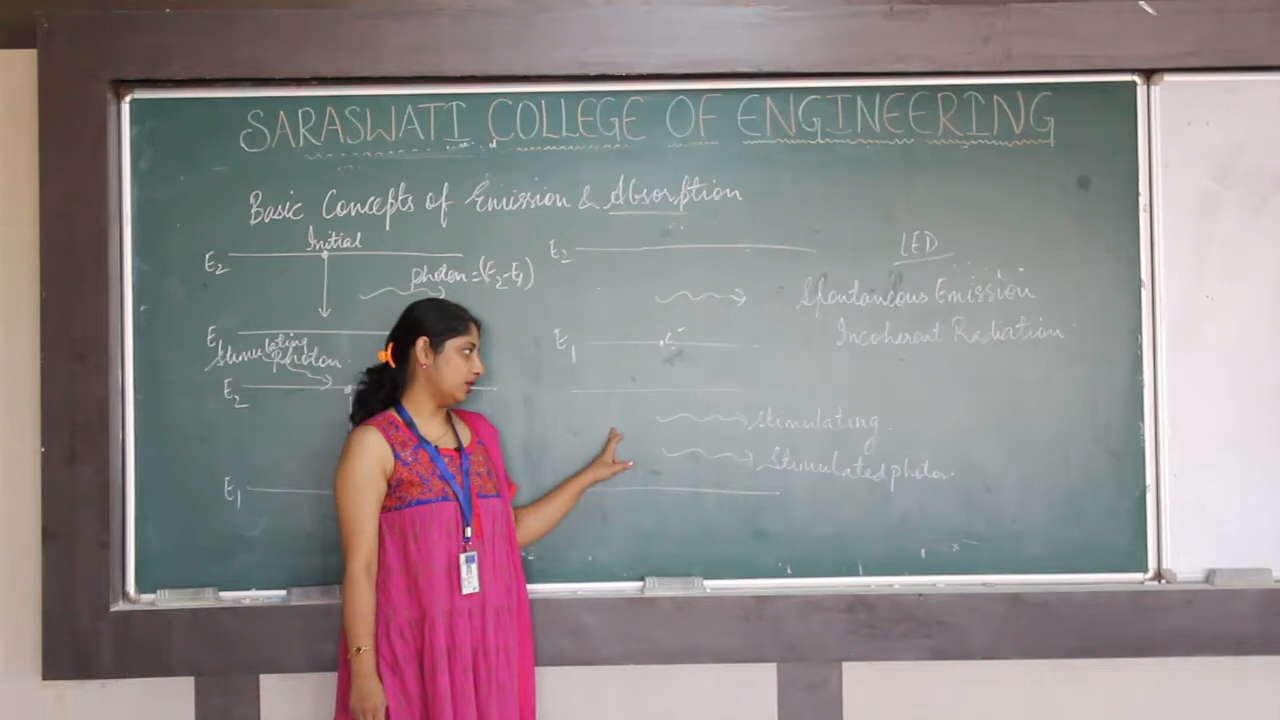 SARASWATI COLLEGE OF ENGINEERING
Basic Concepts of Emission & Absorption
Initial
E2
photon = (E2-E1)
E1
E2
e-
E1
LED
Spontaneous Emission
Incoherent Radiation
Stimulating
Photon
E2
E1
Stimulating
Stimulated photon